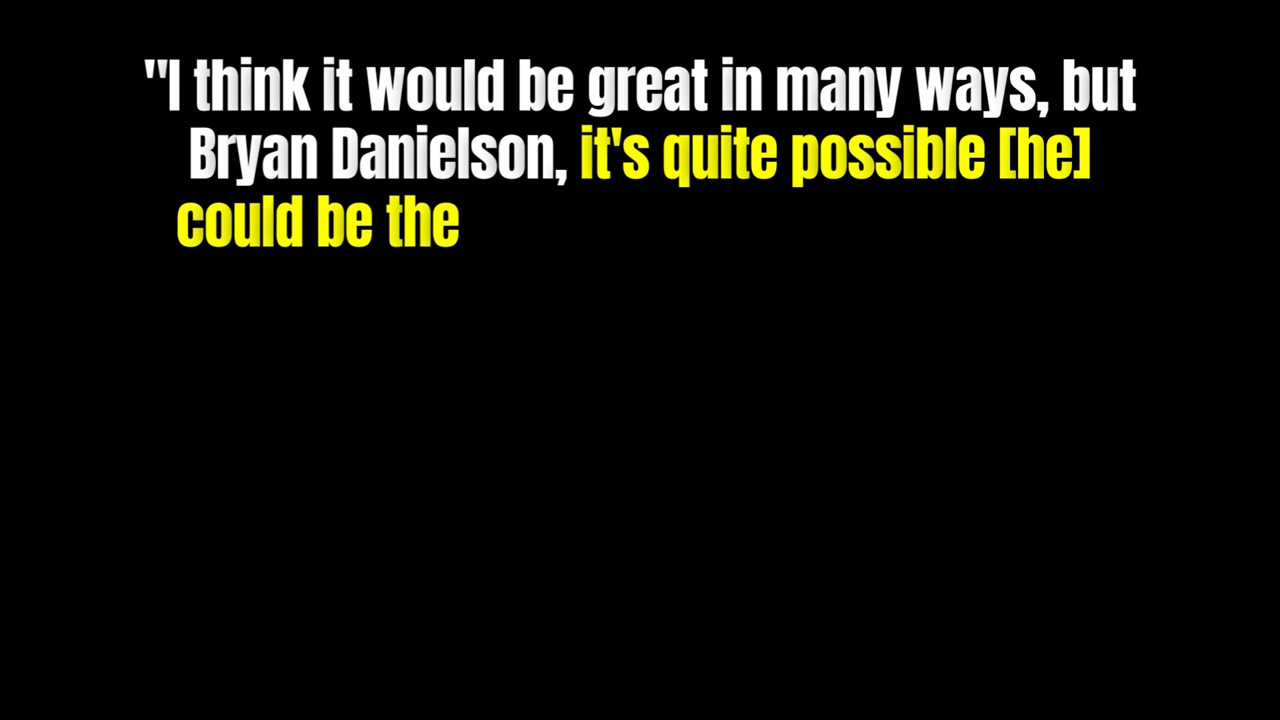 "I think it would be great in many ways, but
Bryan Danielson, it's quite possible [he]
could be the